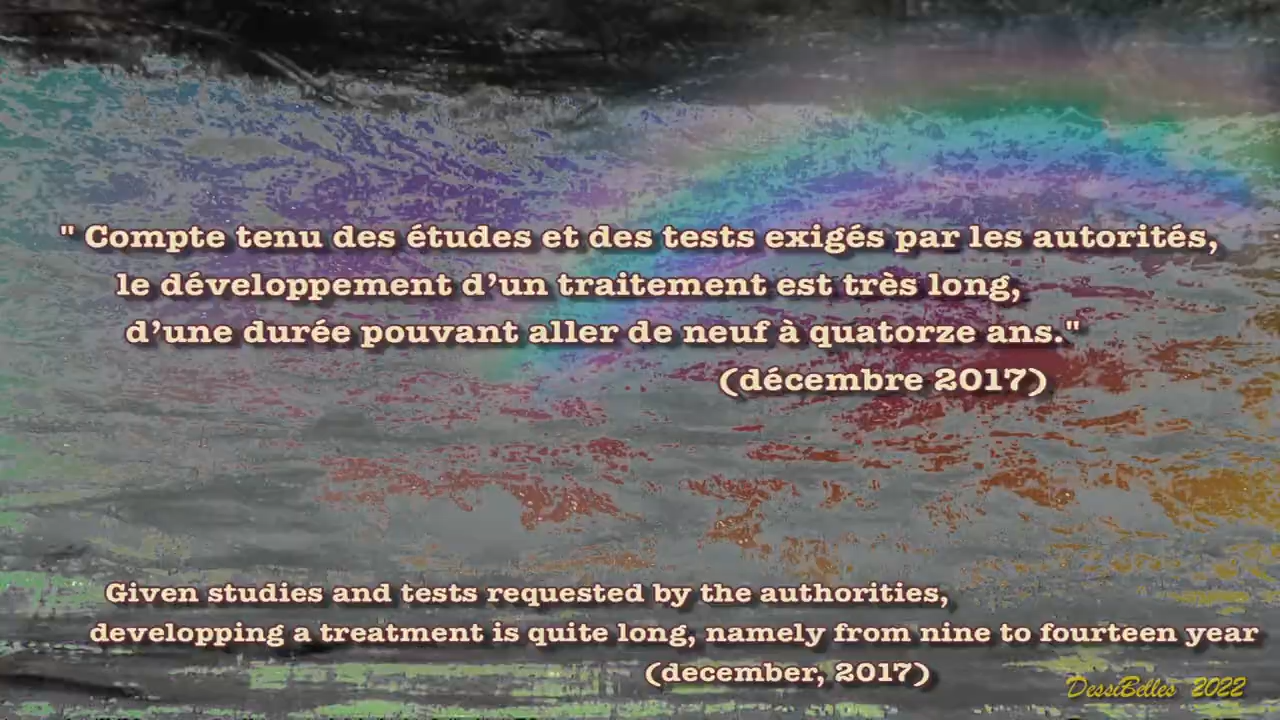 " Compte tenu des études et des tests exigés par les autorités,
le développement d’un traitement est très long,
d’une durée pouvant aller de neuf à quatorze ans."
(décembre 2017)
Given studies and tests requested by the authorities,
developping a treatment is quite long, namely from nine to fourteen year
(december, 2017)
DessiBelles 2022